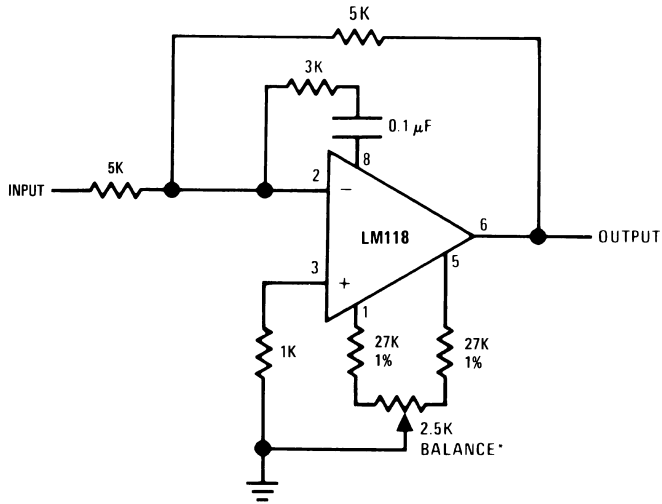 5K
3K
0.1 μF
8
5K
2
INPUT
−
LM118
6
OUTPUT
3
5
+
1
1K
27K
1%
27K
1%
2.5K
BALANCE*